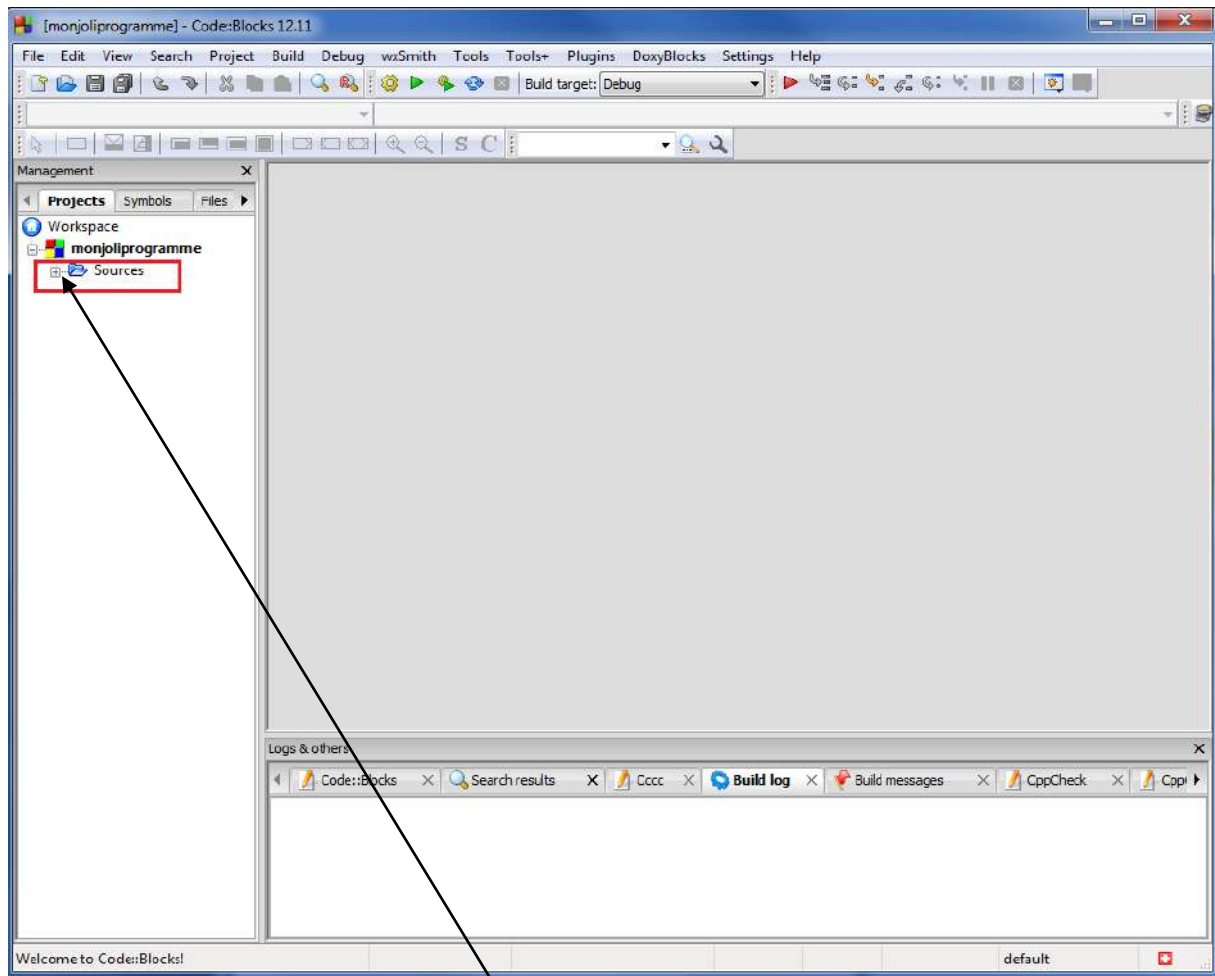 [monjoliprogramme] - Code::Blocks 12.11
File Edit View Search Project Build Debug wxSmith Tools Tools+ Plugins DoxyBlocks Settings Help
Build target: Debug
S C
Management
Projects Symbols Files
Workspace
monjoliprogramme
Sources
Logs & others
Code::Blocks Search results Cccc Build log Build messages CppCheck Cpp
Welcome to Code::Blocks! default